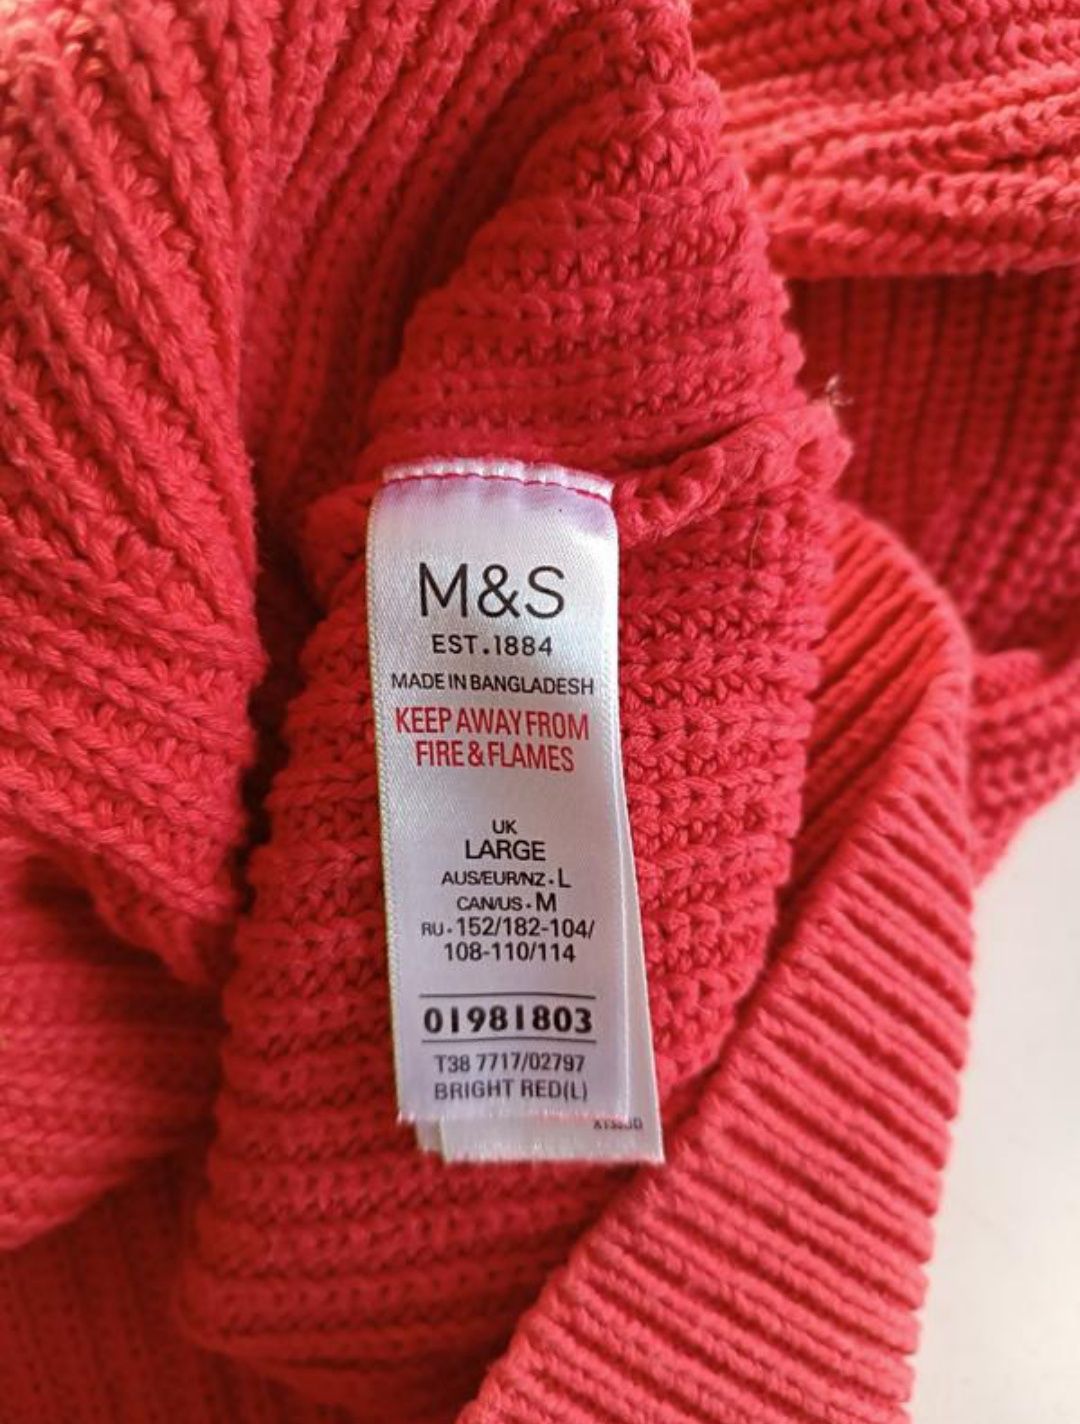 M&S
EST.1884
MADE IN BANGLADESH
KEEP AWAY FROM
FIRE & FLAMES
UK
LARGE
AUS/EUR/NZ · L
CAN/US · M
RU · 152/182-104/
108-110/114
01981803
T38 7717/02797
BRIGHT RED(L)